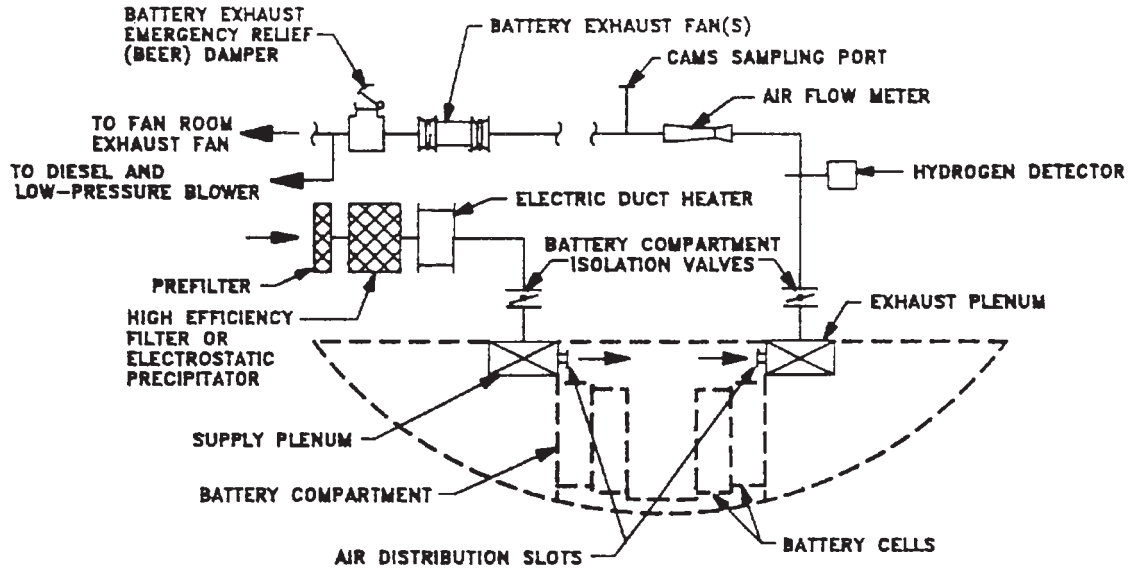 BATTERY EXHAUST
EMERGENCY RELIEF
(BEER) DAMPER
BATTERY EXHAUST FAN(S)
CAMS SAMPLING PORT
AIR FLOW METER
TO FAN ROOM
EXHAUST FAN
TO DIESEL AND
LOW-PRESSURE BLOWER
HYDROGEN DETECTOR
ELECTRIC DUCT HEATER
BATTERY COMPARTMENT
ISOLATION VALVES
PREFILTER
HIGH EFFICIENCY
FILTER OR
ELECTROSTATIC
PRECIPITATOR
EXHAUST PLENUM
SUPPLY PLENUM
BATTERY COMPARTMENT
AIR DISTRIBUTION SLOTS
BATTERY CELLS